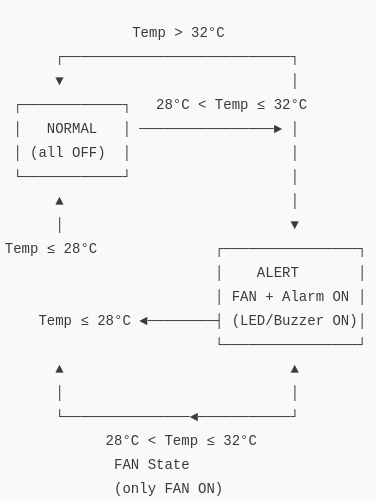 Temp > 32°C
28°C < Temp ≤ 32°C
NORMAL
(all OFF)
Temp ≤ 28°C
ALERT
FAN + Alarm ON
Temp ≤ 28°C
(LED/Buzzer ON)
28°C < Temp ≤ 32°C
FAN State
(only FAN ON)